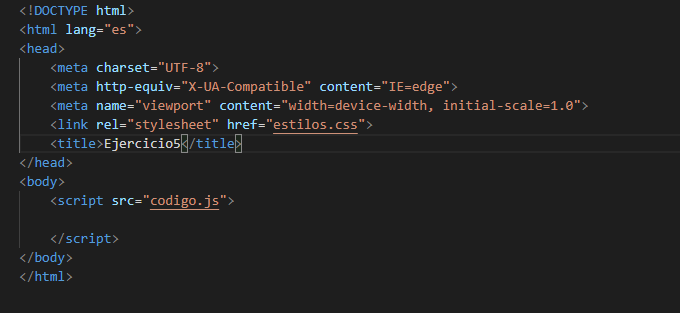 <!DOCTYPE html>
<html lang="es">
<head>
    <meta charset="UTF-8">
    <meta http-equiv="X-UA-Compatible" content="IE=edge">
    <meta name="viewport" content="width=device-width, initial-scale=1.0">
    <link rel="stylesheet" href="estilos.css">
    <title>Ejercicio5</title>
</head>
<body>
    <script src="codigo.js">
    </script>
</body>
</html>